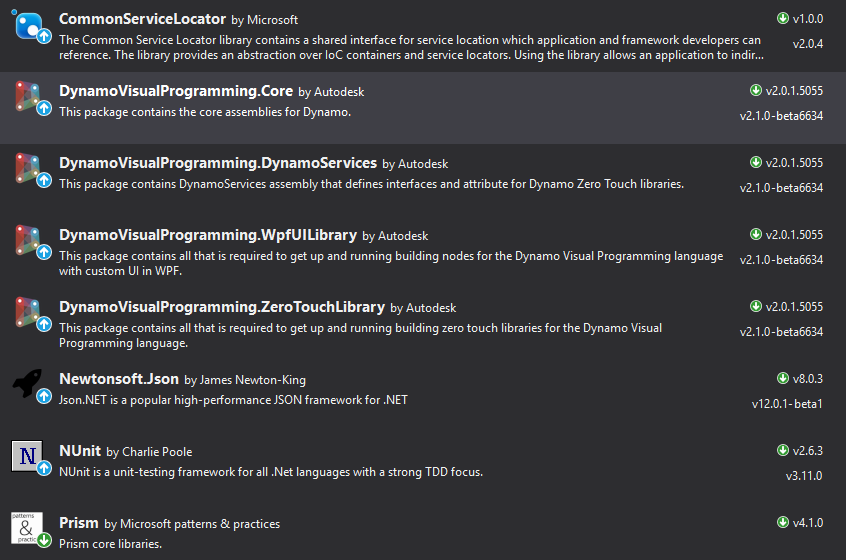 CommonServiceLocator by Microsoft
v1.0.0
The Common Service Locator library contains a shared interface for service location which application and framework developers can
v2.0.4
reference. The library provides an abstraction over IoC containers and service locators. Using the library allows an application to indir...
DynamoVisualProgramming.Core by Autodesk
v2.0.1.5055
This package contains the core assemblies for Dynamo.
v2.1.0-beta6634
DynamoVisualProgramming.DynamoServices by Autodesk
v2.0.1.5055
This package contains DynamoServices assembly that defines interfaces and attribute for Dynamo Zero Touch libraries.
v2.1.0-beta6634
DynamoVisualProgramming.WpfUILibrary by Autodesk
v2.0.1.5055
This package contains all that is required to get up and running building nodes for the Dynamo Visual Programming language
v2.1.0-beta6634
with custom UI in WPF.
DynamoVisualProgramming.ZeroTouchLibrary by Autodesk
v2.0.1.5055
This package contains all that is required to get up and running building zero touch libraries for the Dynamo Visual
v2.1.0-beta6634
Programming language.
Newtonsoft.Json by James Newton-King
v8.0.3
Json.NET is a popular high-performance JSON framework for .NET
v12.0.1-beta1
N
NUnit by Charlie Poole
v2.6.3
NUnit is a unit-testing framework for all .Net languages with a strong TDD focus.
v3.11.0
patterns
&
practic
Prism by Microsoft patterns & practices
v4.1.0
Prism core libraries.